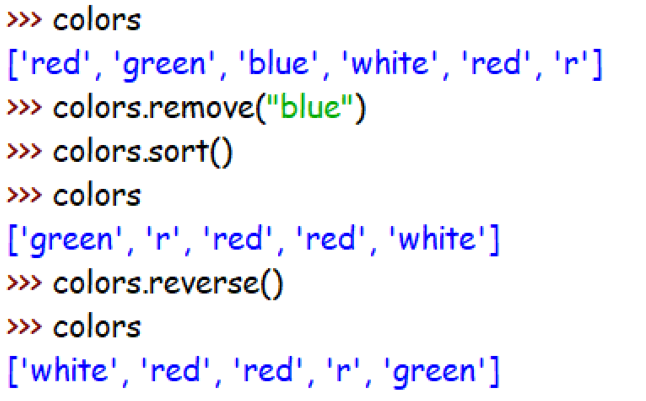 >>> colors
['red', 'green', 'blue', 'white', 'red', 'r']
>>> colors.remove("blue")
>>> colors.sort()
>>> colors
['green', 'r', 'red', 'red', 'white']
>>> colors.reverse()
>>> colors
['white', 'red', 'red', 'r', 'green']